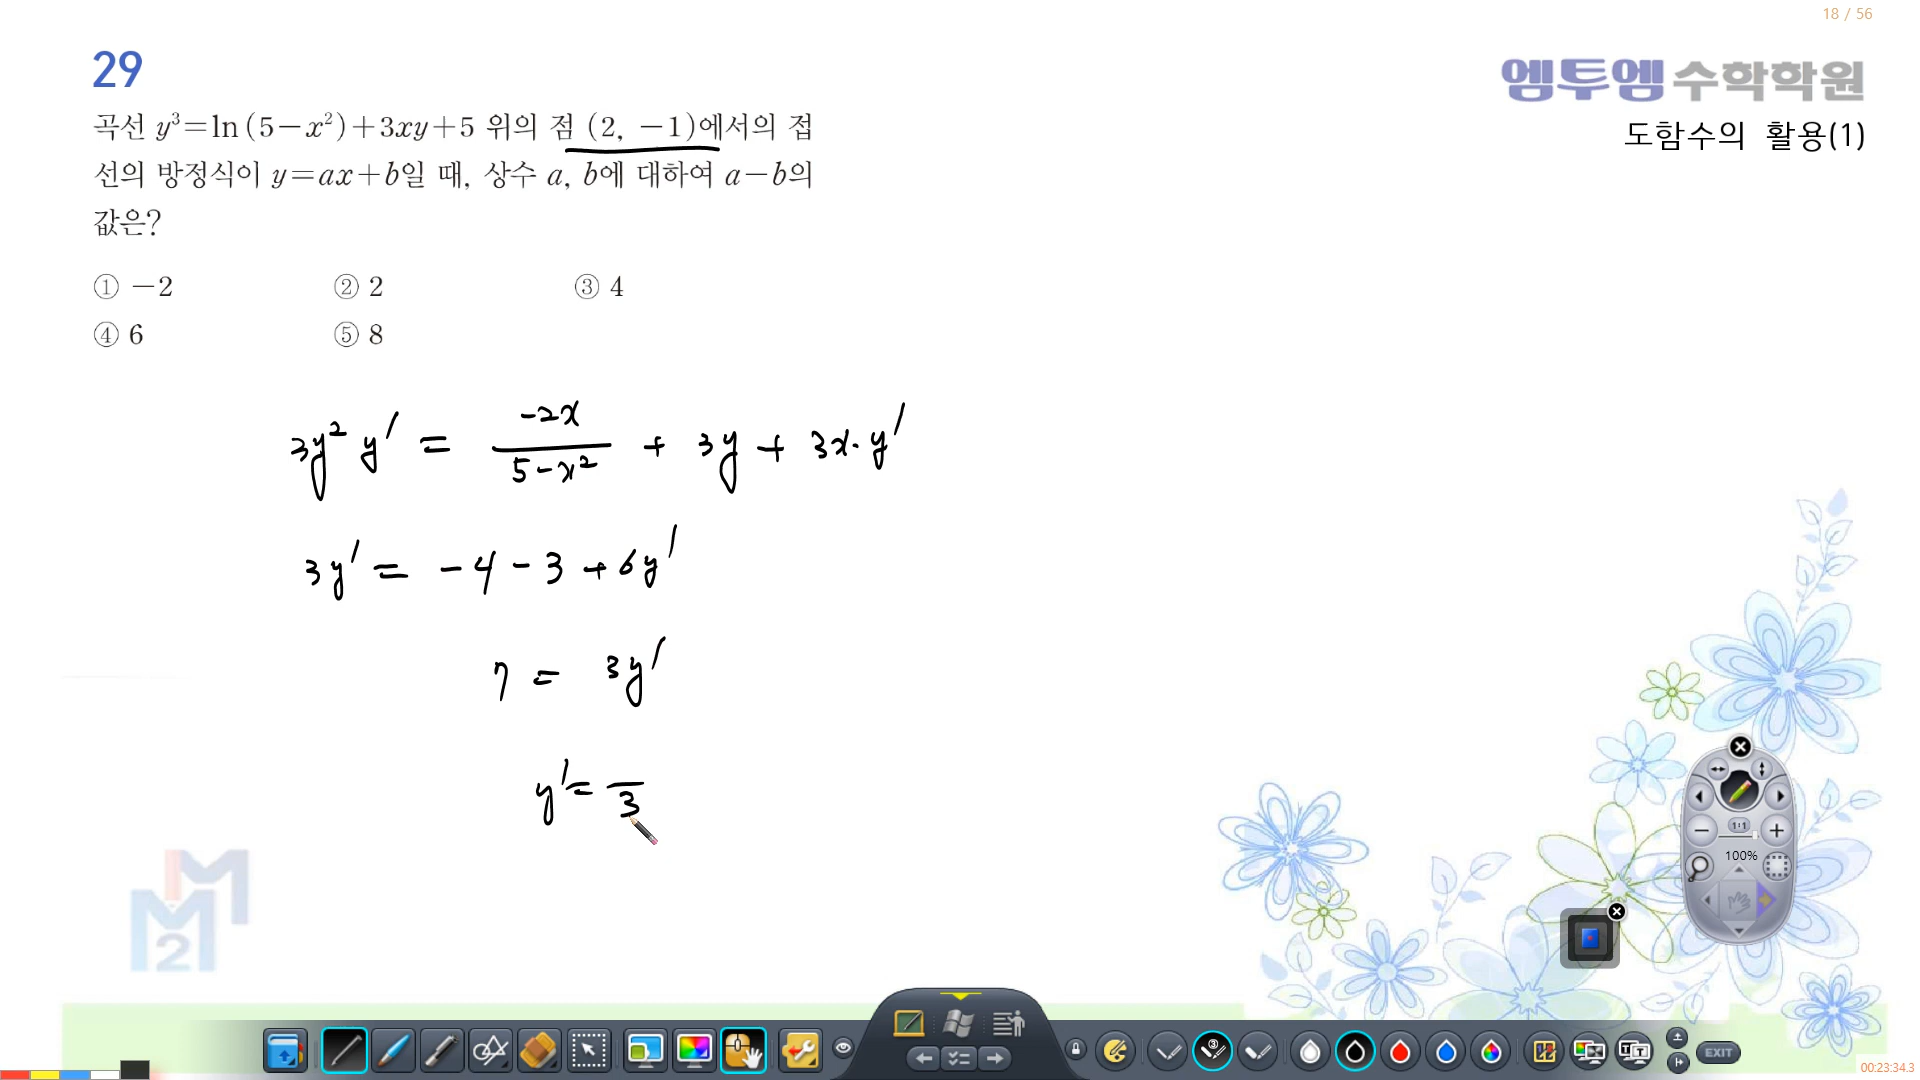 18 / 56
29
엠투엠수학학원
도함수의 활용(1)
곡선 y³=ln(5-x²)+3xy+5 위의 점 (2, -1)에서의 접
선의 방정식이 y=ax+b일 때, 상수 a, b에 대하여 a-b의
값은?
① -2 ② 2 ③ 4
④ 6 ⑤ 8
3y² y' = -2x / 5-x² + 3y + 3x·y'
3y' = -4 - 3 + 6y'
7 = 3y'
y' = /3
1:1
100%
M2M
EXIT
00:23:34.3